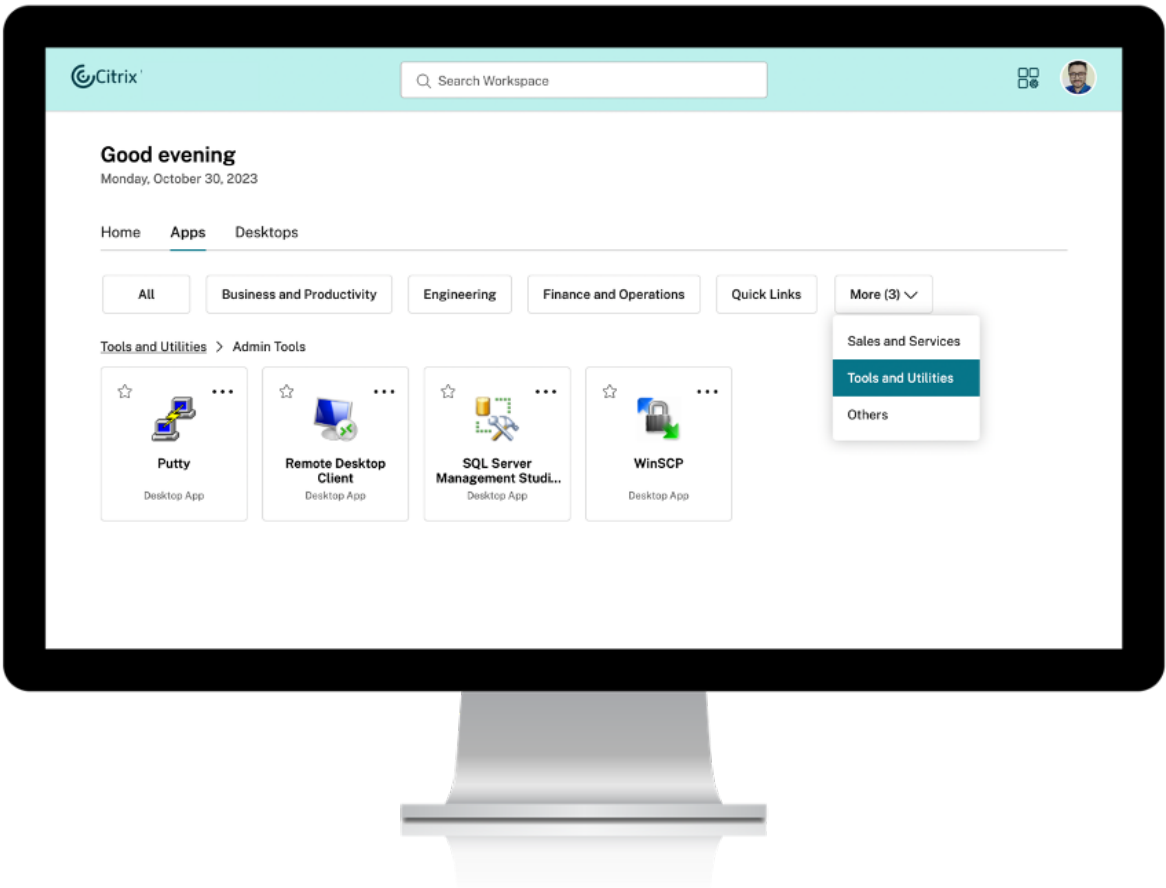 Citrix
Search Workspace
Good evening
Monday, October 30, 2023
Home Apps Desktops
All Business and Productivity Engineering Finance and Operations Quick Links More (3)
Sales and Services
Tools and Utilities
Others
Tools and Utilities > Admin Tools
Putty
Desktop App
Remote Desktop
Client
Desktop App
SQL Server
Management Studi...
Desktop App
WinSCP
Desktop App